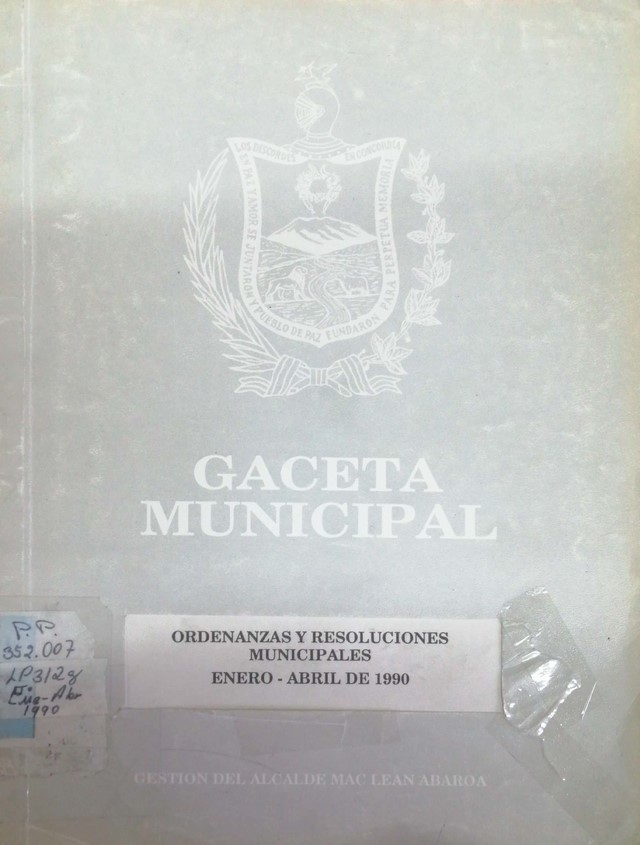 LOS DISCORDES EN CONCORDIA
EN PAZ Y AMOR SE JUNTARON Y PUEBLO DE PAZ FUNDARON PARA PERPETUA MEMORIA
GACETA
MUNICIPAL
ORDENANZAS Y RESOLUCIONES
MUNICIPALES
ENERO - ABRIL DE 1990
P.P.
352.007
LP312g
Ene-Abr
1990
GESTION DEL ALCALDE MAC LEAN ABAROA